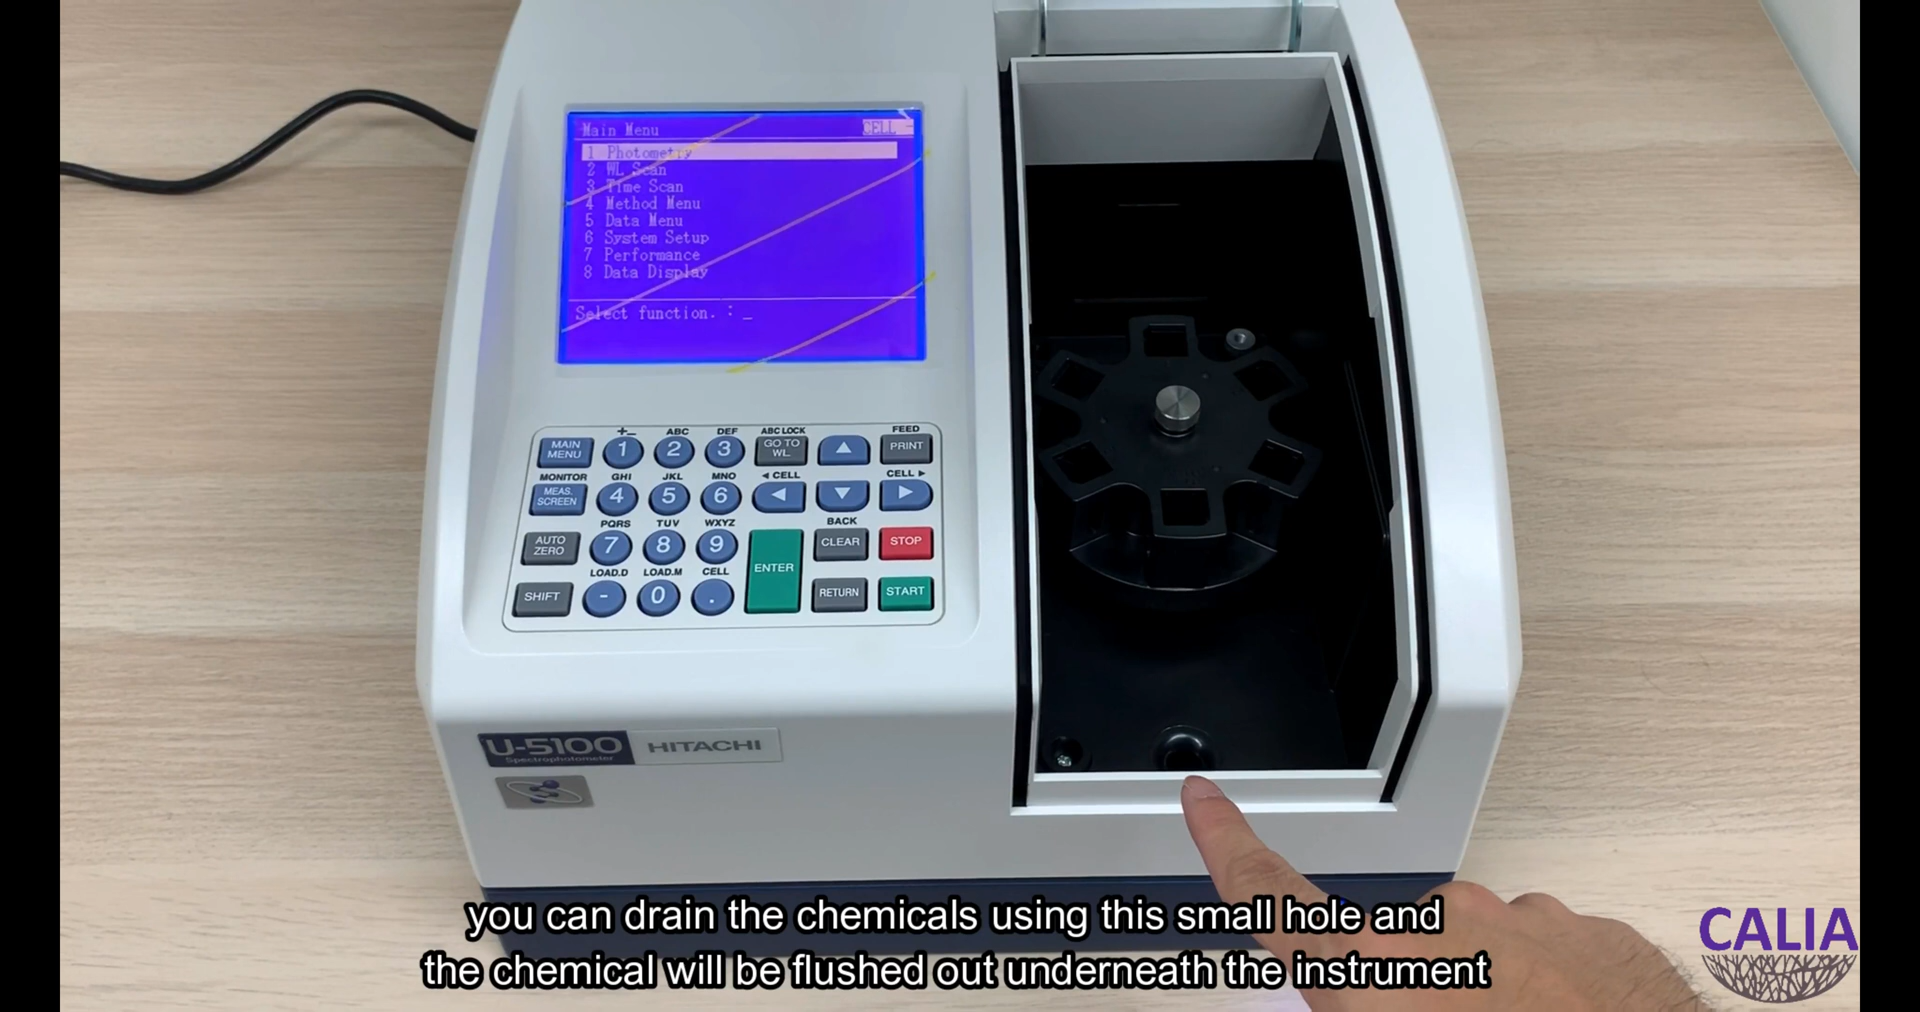 Main Menu
CELL
1 Photometry
2 WL Scan
3 Time Scan
4 Method Menu
5 Data Menu
6 System Setup
7 Performance
8 Data Display
Select function. : _
+− ABC DEF ABC LOCK FEED
MAIN MENU 1 2 3 GO TO WL ▲ PRINT
MONITOR GHI JKL MNO ◄ CELL CELL ►
MEAS. SCREEN 4 5 6 ◄ ▼ ►
PQRS TUV WXYZ BACK
AUTO ZERO 7 8 9 ENTER CLEAR STOP
LOAD.D LOAD.M CELL
SHIFT - 0 . RETURN START
U-5100 HITACHI
Spectrophotometer
you can drain the chemicals using this small hole and
the chemical will be flushed out underneath the instrument
CALIA